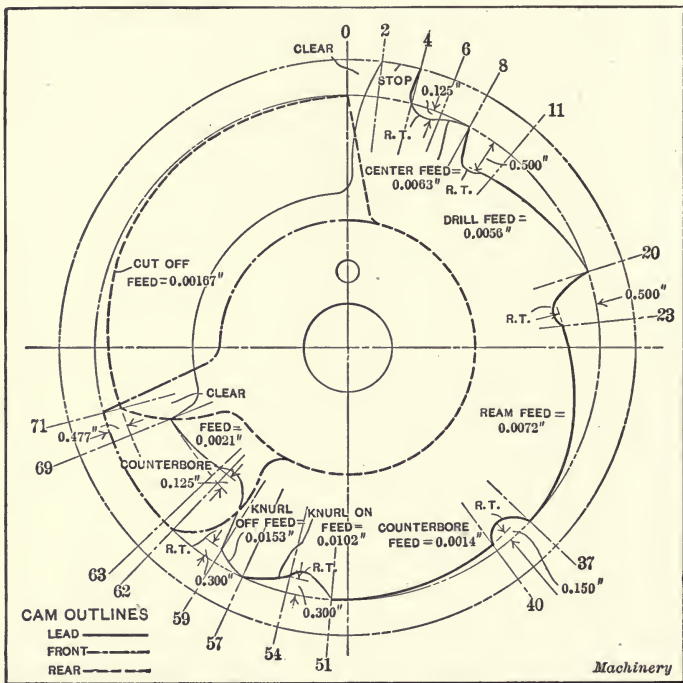 0
2
4
6
8
11
CLEAR
STOP
0.125"
R.T.
CENTER FEED=
0.0063"
R.T.
0.500"
DRILL FEED=
0.0056"
CUT OFF
FEED=0.00167"
20
0.500"
R.T.
23
CLEAR
71
0.477"
69
FEED=
0.0021"
REAM FEED=
0.0072"
COUNTERBORE
0.125"
KNURL
OFF FEED=
0.0153"
KNURL ON
FEED=
0.0102"
COUNTERBORE
FEED=0.0014"
R.T.
37
0.150"
40
63
62
R.T.
59
0.300"
57
54
R.T.
0.300"
51
CAM OUTLINES
LEAD
FRONT
REAR
Machinery